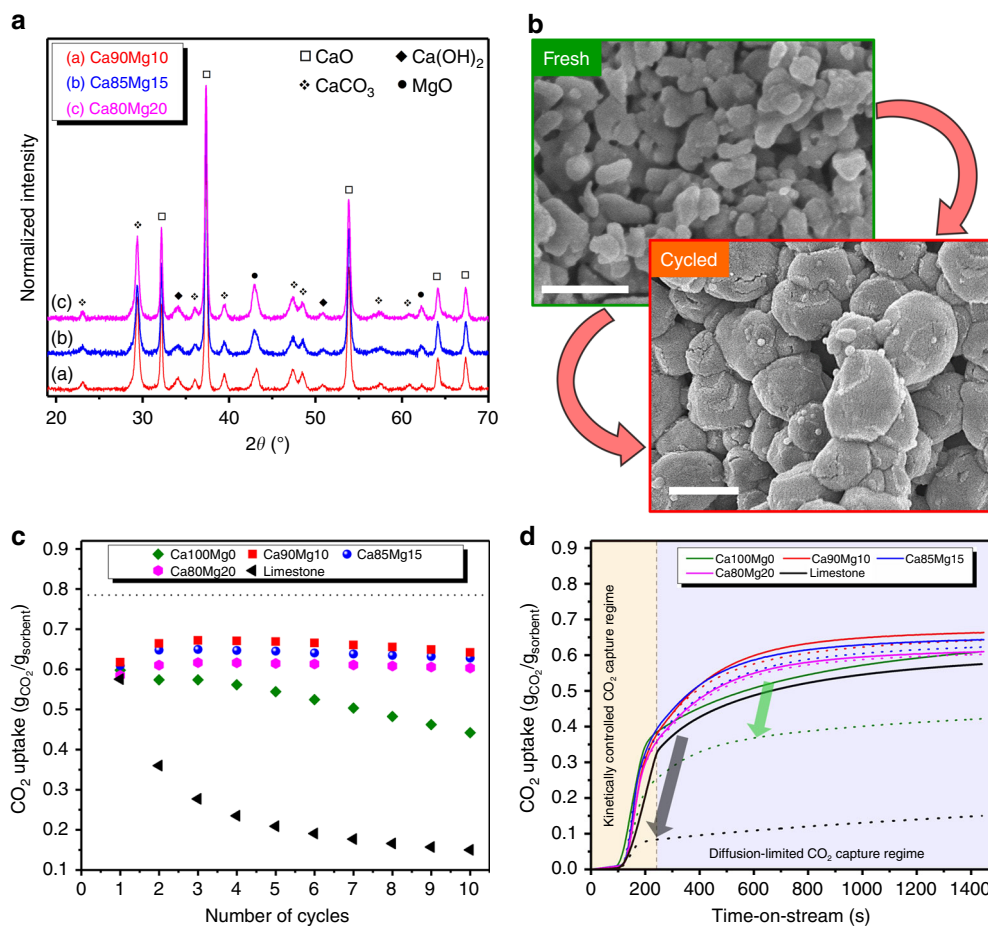 a
(a) Ca90Mg10
(b) Ca85Mg15
(c) Ca80Mg20
CaO
Ca(OH)2
CaCO3
MgO
Normalized intensity
(c)
(b)
(a)
20 30 40 50 60 70
2θ (°)
b
Fresh
Cycled
c
Ca100Mg0 Ca90Mg10 Ca85Mg15
Ca80Mg20 Limestone
CO2 uptake (gCO2/gsorbent)
0.9
0.8
0.7
0.6
0.5
0.4
0.3
0.2
0.1
1 2 3 4 5 6 7 8 9 10
Number of cycles
d
Ca100Mg0 Ca90Mg10 Ca85Mg15
Ca80Mg20 Limestone
CO2 uptake (gCO2/gsorbent)
0.9
0.8
0.7
0.6
0.5
0.4
0.3
0.2
0.1
0.0
Kinetically controlled CO2 capture regime
Diffusion-limited CO2 capture regime
0 200 400 600 800 1000 1200 1400
Time-on-stream (s)